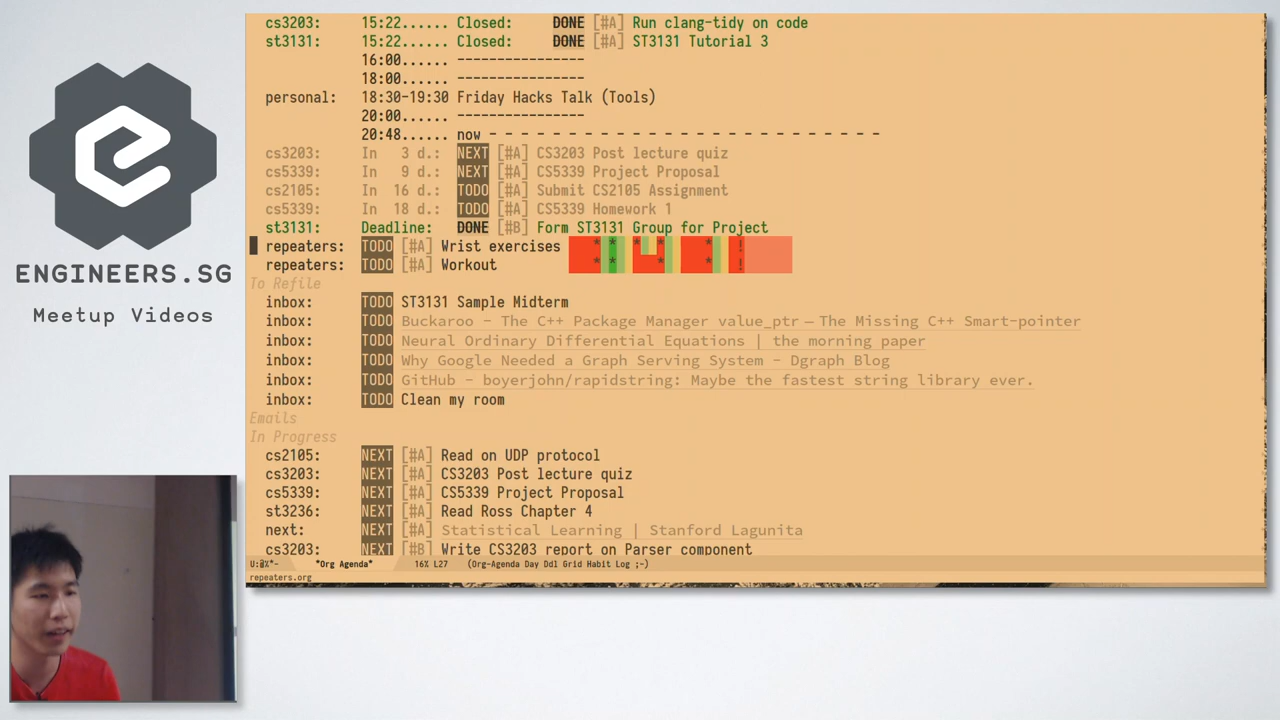 cs3203: 15:22...... Closed: DONE [#A] Run clang-tidy on code
st3131: 15:22...... Closed: DONE [#A] ST3131 Tutorial 3
16:00...... ----------------
18:00...... ----------------
personal: 18:30-19:30 Friday Hacks Talk (Tools)
20:00...... ----------------
20:48...... now - - - - - - - - - - - - - - - - - - - - - - - - -
cs3203: In 3 d.: NEXT [#A] CS3203 Post lecture quiz
cs5339: In 9 d.: NEXT [#A] CS5339 Project Proposal
cs2105: In 16 d.: TODO [#A] Submit CS2105 Assignment
cs5339: In 18 d.: TODO [#A] CS5339 Homework 1
st3131: Deadline: DONE [#B] Form ST3131 Group for Project
repeaters: TODO [#A] Wrist exercises * * * * * !
repeaters: TODO [#A] Workout * * * * !
To Refile
inbox: TODO ST3131 Sample Midterm
inbox: TODO Buckaroo - The C++ Package Manager value_ptr — The Missing C++ Smart-pointer
inbox: TODO Neural Ordinary Differential Equations | the morning paper
inbox: TODO Why Google Needed a Graph Serving System - Dgraph Blog
inbox: TODO GitHub - boyerjohn/rapidstring: Maybe the fastest string library ever.
inbox: TODO Clean my room
Emails
In Progress
cs2105: NEXT [#A] Read on UDP protocol
cs3203: NEXT [#A] CS3203 Post lecture quiz
cs5339: NEXT [#A] CS5339 Project Proposal
st3236: NEXT [#A] Read Ross Chapter 4
next: NEXT [#A] Statistical Learning | Stanford Lagunita
cs3203: NEXT [#B] Write CS3203 report on Parser component
U:@%*- *Org Agenda* 16% L27 (Org-Agenda Day Ddl Grid Habit Log ;-)
repeaters.org
ENGINEERS.SG
Meetup Videos